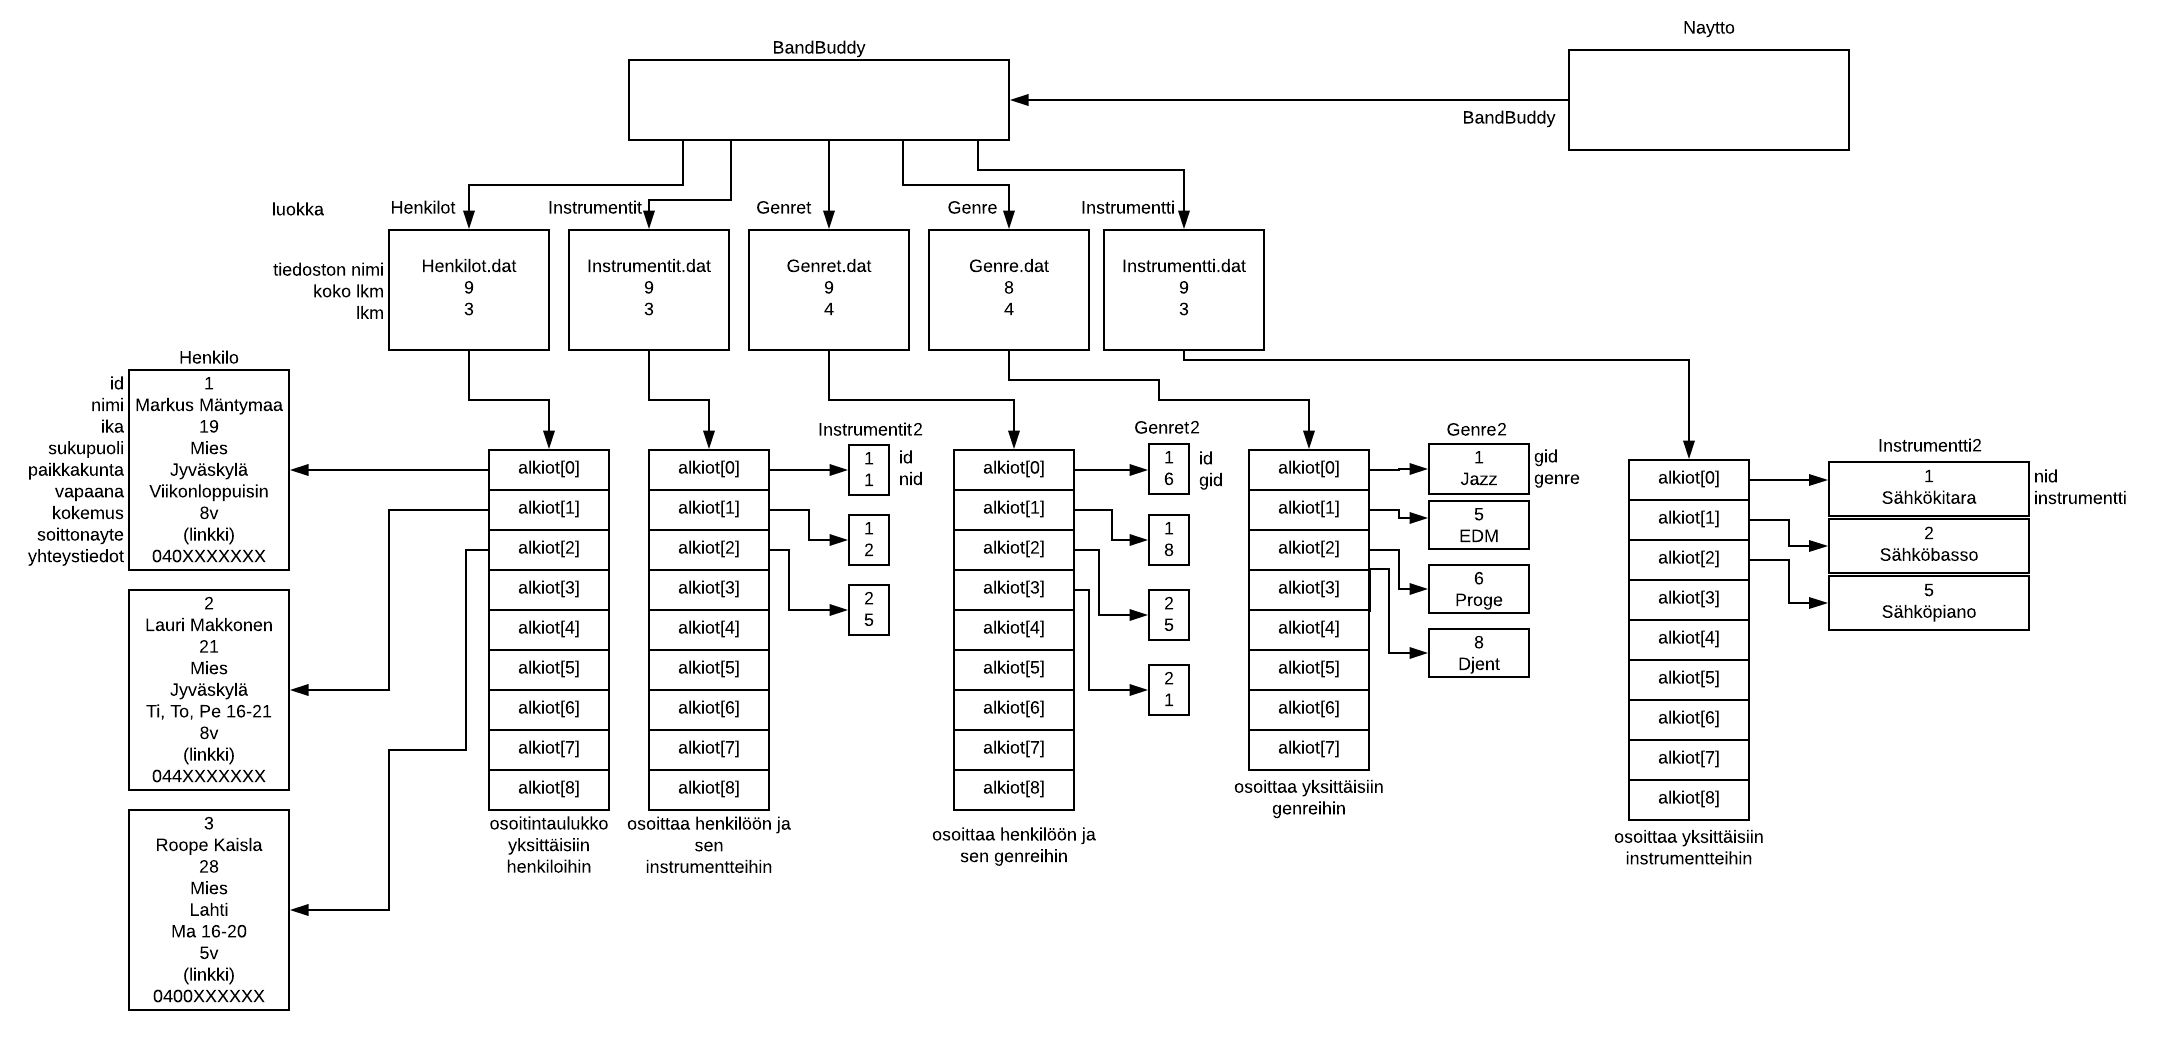 Naytto
BandBuddy
BandBuddy
luokka
Henkilot
Instrumentit
Genret
Genre
Instrumentti
tiedoston nimi
koko lkm
lkm
Henkilot.dat
9
3
Instrumentit.dat
9
3
Genret.dat
9
4
Genre.dat
8
4
Instrumentti.dat
9
3
Henkilo
id
nimi
ika
sukupuoli
paikkakunta
vapaana
kokemus
soittonayte
yhteystiedot
1
Markus Mäntymaa
19
Mies
Jyväskylä
Viikonloppuisin
8v
(linkki)
040XXXXXXX
2
Lauri Makkonen
21
Mies
Jyväskylä
Ti, To, Pe 16-21
8v
(linkki)
044XXXXXXX
3
Roope Kaisla
28
Mies
Lahti
Ma 16-20
5v
(linkki)
0400XXXXXX
alkiot[0]
alkiot[1]
alkiot[2]
alkiot[3]
alkiot[4]
alkiot[5]
alkiot[6]
alkiot[7]
alkiot[8]
osoitintaulukko
yksittäisiin
henkiloihin
alkiot[0]
alkiot[1]
alkiot[2]
alkiot[3]
alkiot[4]
alkiot[5]
alkiot[6]
alkiot[7]
alkiot[8]
osoittaa henkilöön ja
sen
instrumentteihin
Instrumentit2
1
1
id
nid
1
2
2
5
alkiot[0]
alkiot[1]
alkiot[2]
alkiot[3]
alkiot[4]
alkiot[5]
alkiot[6]
alkiot[7]
alkiot[8]
osoittaa henkilöön ja
sen genreihin
Genret2
1
6
id
gid
1
8
2
5
2
1
alkiot[0]
alkiot[1]
alkiot[2]
alkiot[3]
alkiot[4]
alkiot[5]
alkiot[6]
alkiot[7]
osoittaa yksittäisiin
genreihin
Genre2
1
Jazz
gid
genre
5
EDM
6
Proge
8
Djent
alkiot[0]
alkiot[1]
alkiot[2]
alkiot[3]
alkiot[4]
alkiot[5]
alkiot[6]
alkiot[7]
alkiot[8]
osoittaa yksittäisiin
instrumentteihin
Instrumentti2
1
Sähkökitara
nid
instrumentti
2
Sähköbasso
5
Sähköpiano